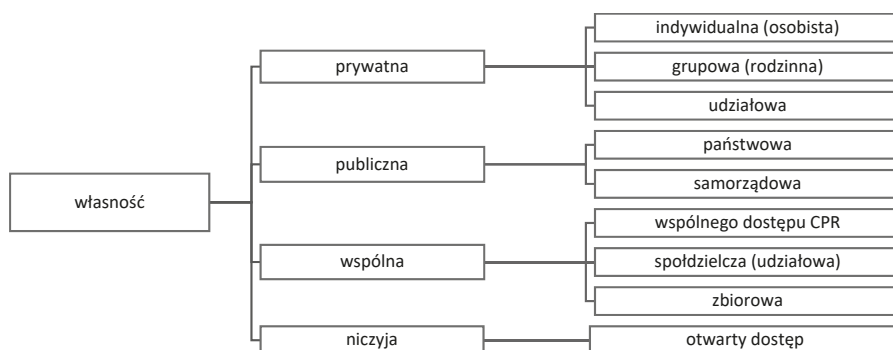 własność
prywatna
indywidualna (osobista)
grupowa (rodzinna)
udziałowa
publiczna
państwowa
samorządowa
wspólna
wspólnego dostępu CPR
społdzielcza (udziałowa)
zbiorowa
niczyja
otwarty dostęp